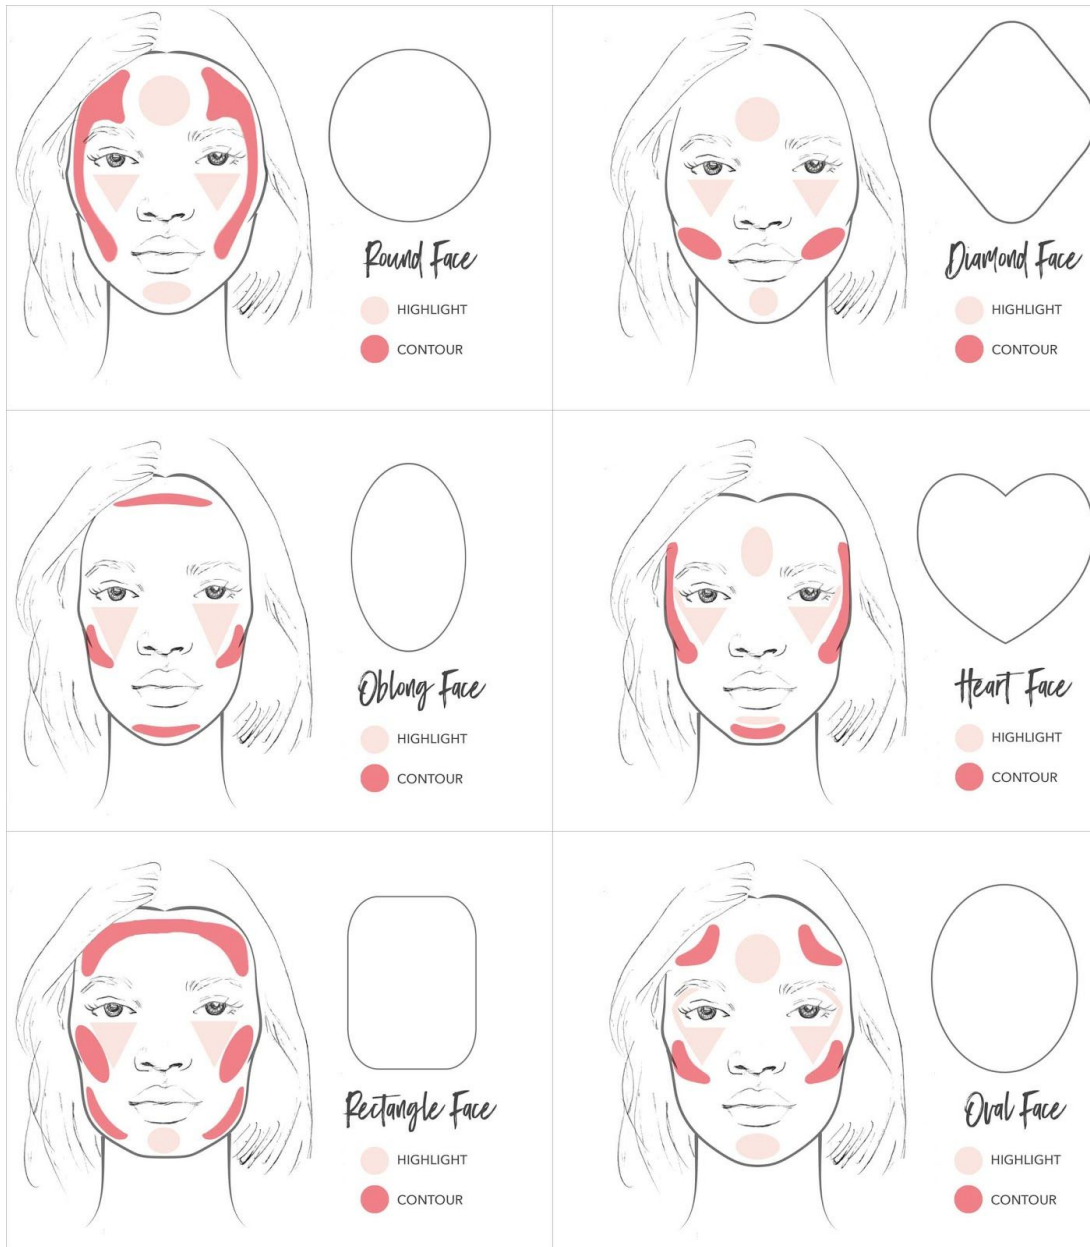 Round Face
HIGHLIGHT
CONTOUR
Diamond Face
HIGHLIGHT
CONTOUR
Oblong Face
HIGHLIGHT
CONTOUR
Heart Face
HIGHLIGHT
CONTOUR
Rectangle Face
HIGHLIGHT
CONTOUR
Oval Face
HIGHLIGHT
CONTOUR